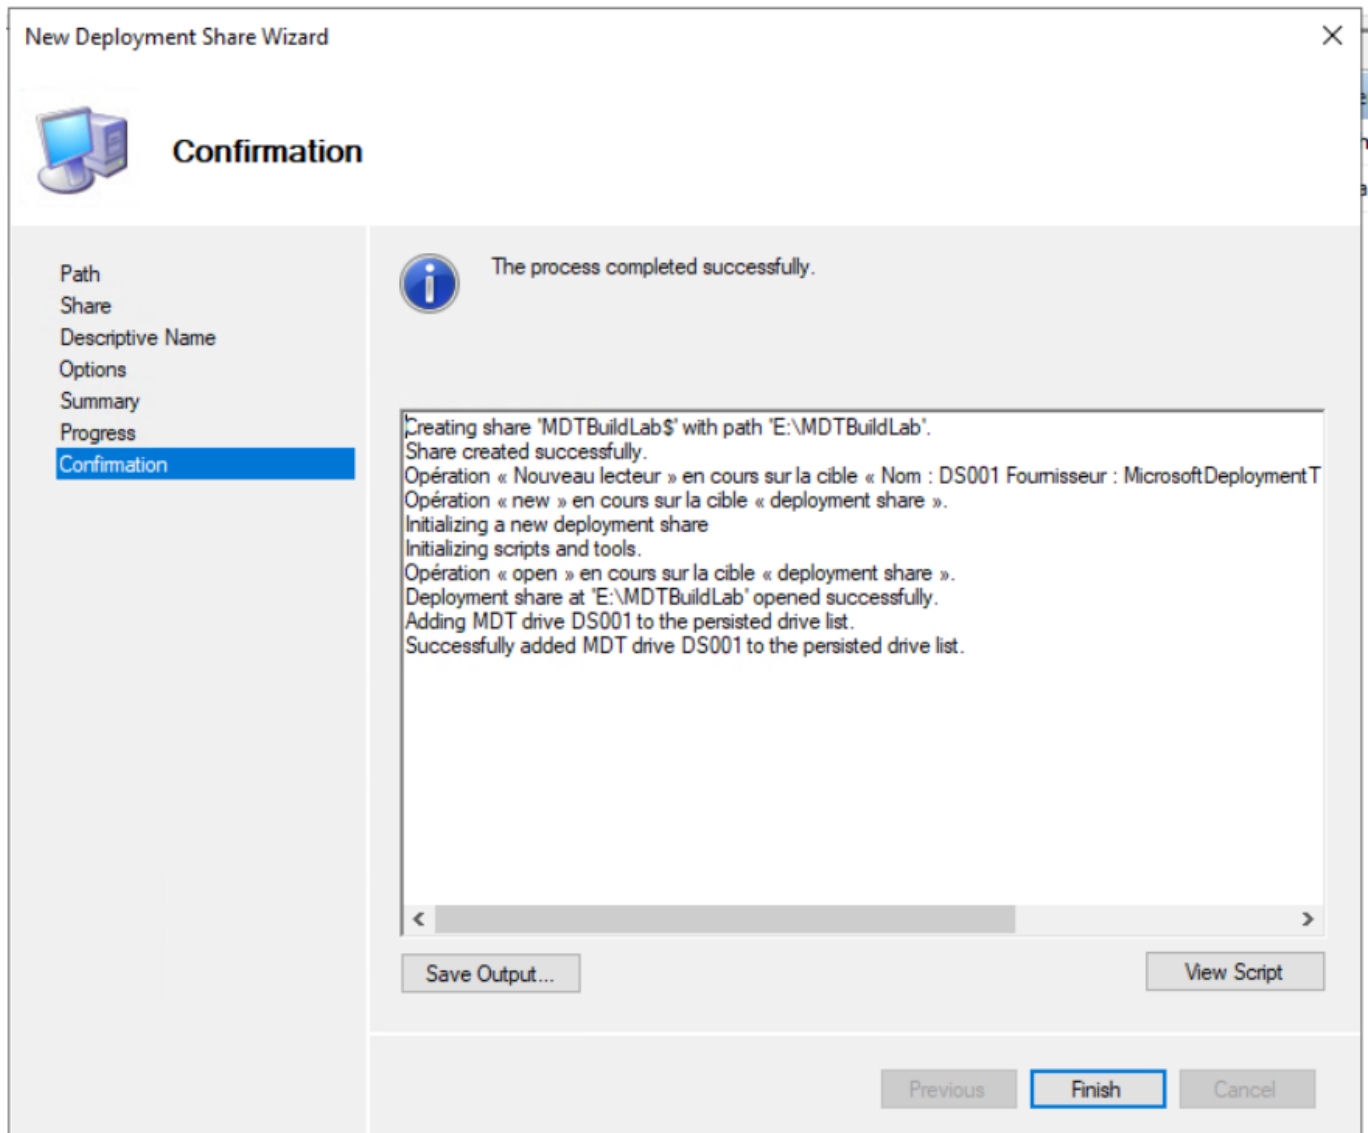 New Deployment Share Wizard
Confirmation
Path
Share
Descriptive Name
Options
Summary
Progress
Confirmation
The process completed successfully.
Creating share 'MDTBuildLab$' with path 'E:\MDTBuildLab'.
Share created successfully.
Opération « Nouveau lecteur » en cours sur la cible « Nom : DS001 Fournisseur : MicrosoftDeploymentT
Opération « new » en cours sur la cible « deployment share ».
Initializing a new deployment share
Initializing scripts and tools.
Opération « open » en cours sur la cible « deployment share ».
Deployment share at 'E:\MDTBuildLab' opened successfully.
Adding MDT drive DS001 to the persisted drive list.
Successfully added MDT drive DS001 to the persisted drive list.
Save Output...
View Script
Previous
Finish
Cancel